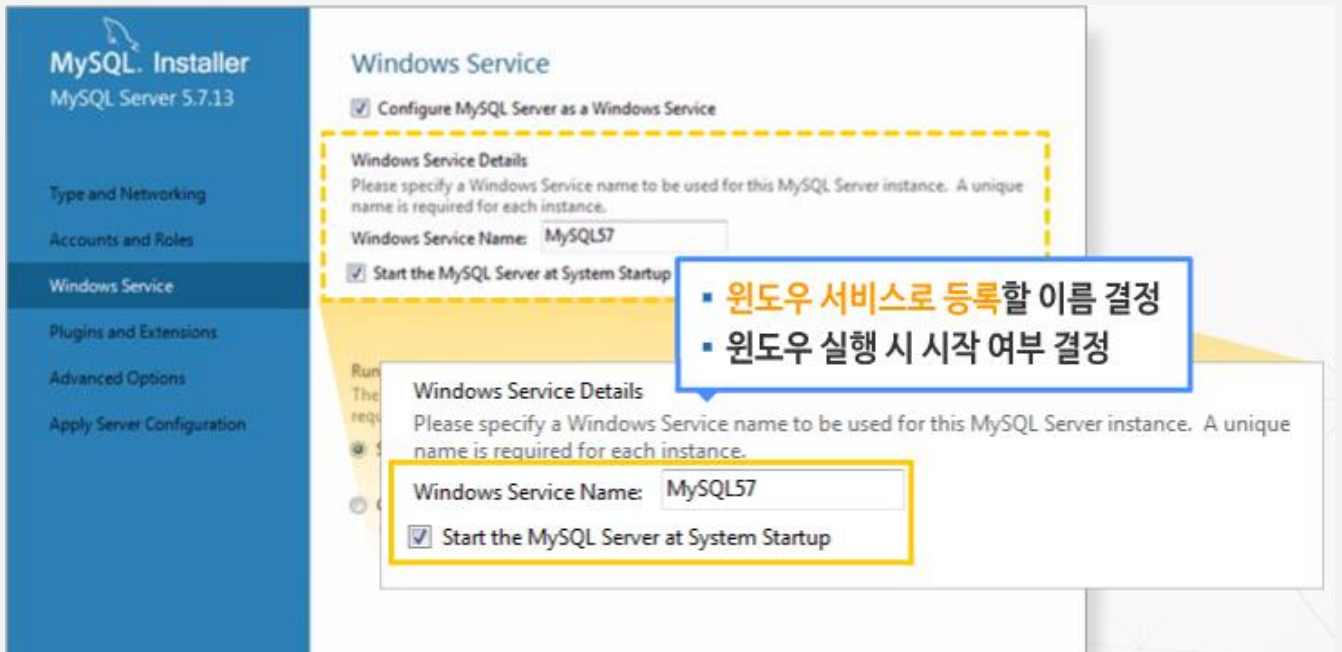 MySQL. Installer
MySQL Server 5.7.13
Type and Networking
Accounts and Roles
Windows Service
Plugins and Extensions
Advanced Options
Apply Server Configuration
Windows Service
Configure MySQL Server as a Windows Service
Windows Service Details
Please specify a Windows Service name to be used for this MySQL Server instance. A unique
name is required for each instance.
Windows Service Name: MySQL57
Start the MySQL Server at System Startup
▪ 윈도우 서비스로 등록할 이름 결정
▪ 윈도우 실행 시 시작 여부 결정
Run
The
requ
Windows Service Details
Please specify a Windows Service name to be used for this MySQL Server instance. A unique
name is required for each instance.
Windows Service Name: MySQL57
Start the MySQL Server at System Startup